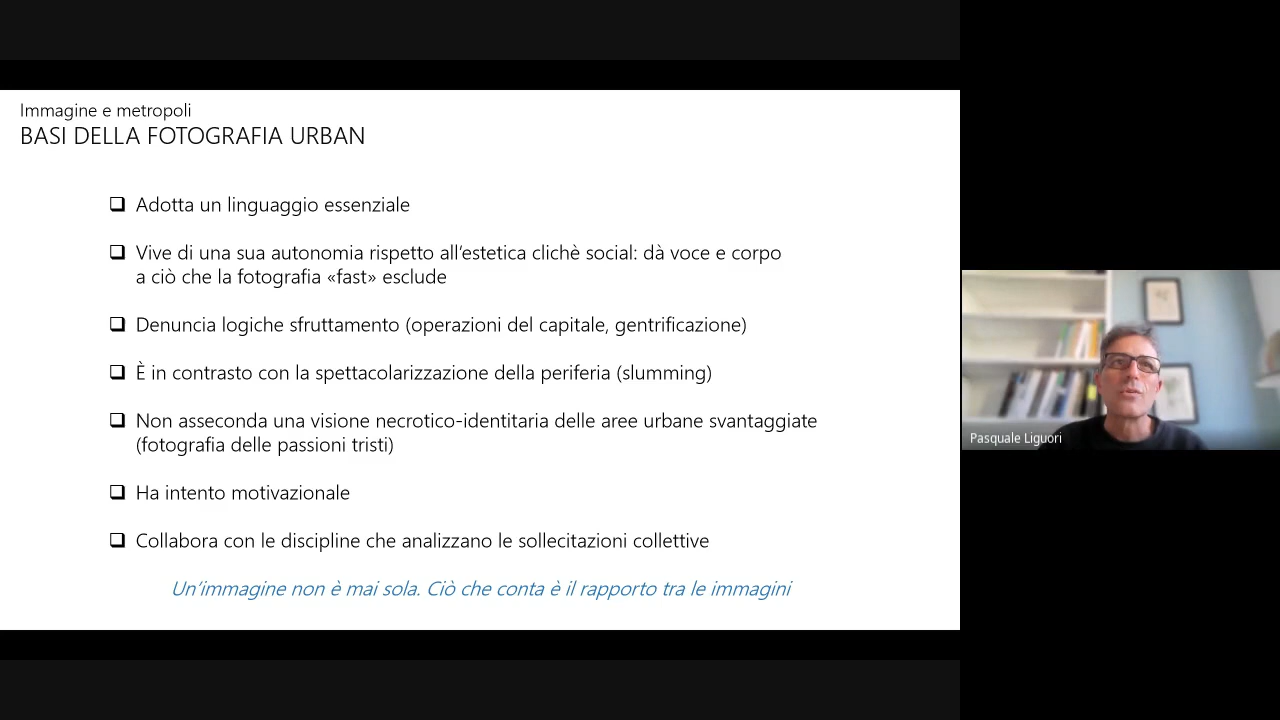 Immagine e metropoli
BASI DELLA FOTOGRAFIA URBAN
❑ Adotta un linguaggio essenziale
❑ Vive di una sua autonomia rispetto all'estetica clichè social: dà voce e corpo
a ciò che la fotografia «fast» esclude
❑ Denuncia logiche sfruttamento (operazioni del capitale, gentrificazione)
❑ È in contrasto con la spettacolarizzazione della periferia (slumming)
❑ Non asseconda una visione necrotico-identitaria delle aree urbane svantaggiate
(fotografia delle passioni tristi)
❑ Ha intento motivazionale
❑ Collabora con le discipline che analizzano le sollecitazioni collettive
Un'immagine non è mai sola. Ciò che conta è il rapporto tra le immagini
Pasquale Liguori